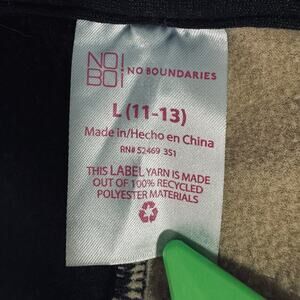 NO!
BO!
NO BOUNDARIES
L (11-13)
Made in/Hecho en China
RN# 52469 351
THIS LABEL YARN IS MADE
OUT OF 100% RECYCLED
POLYESTER MATERIALS